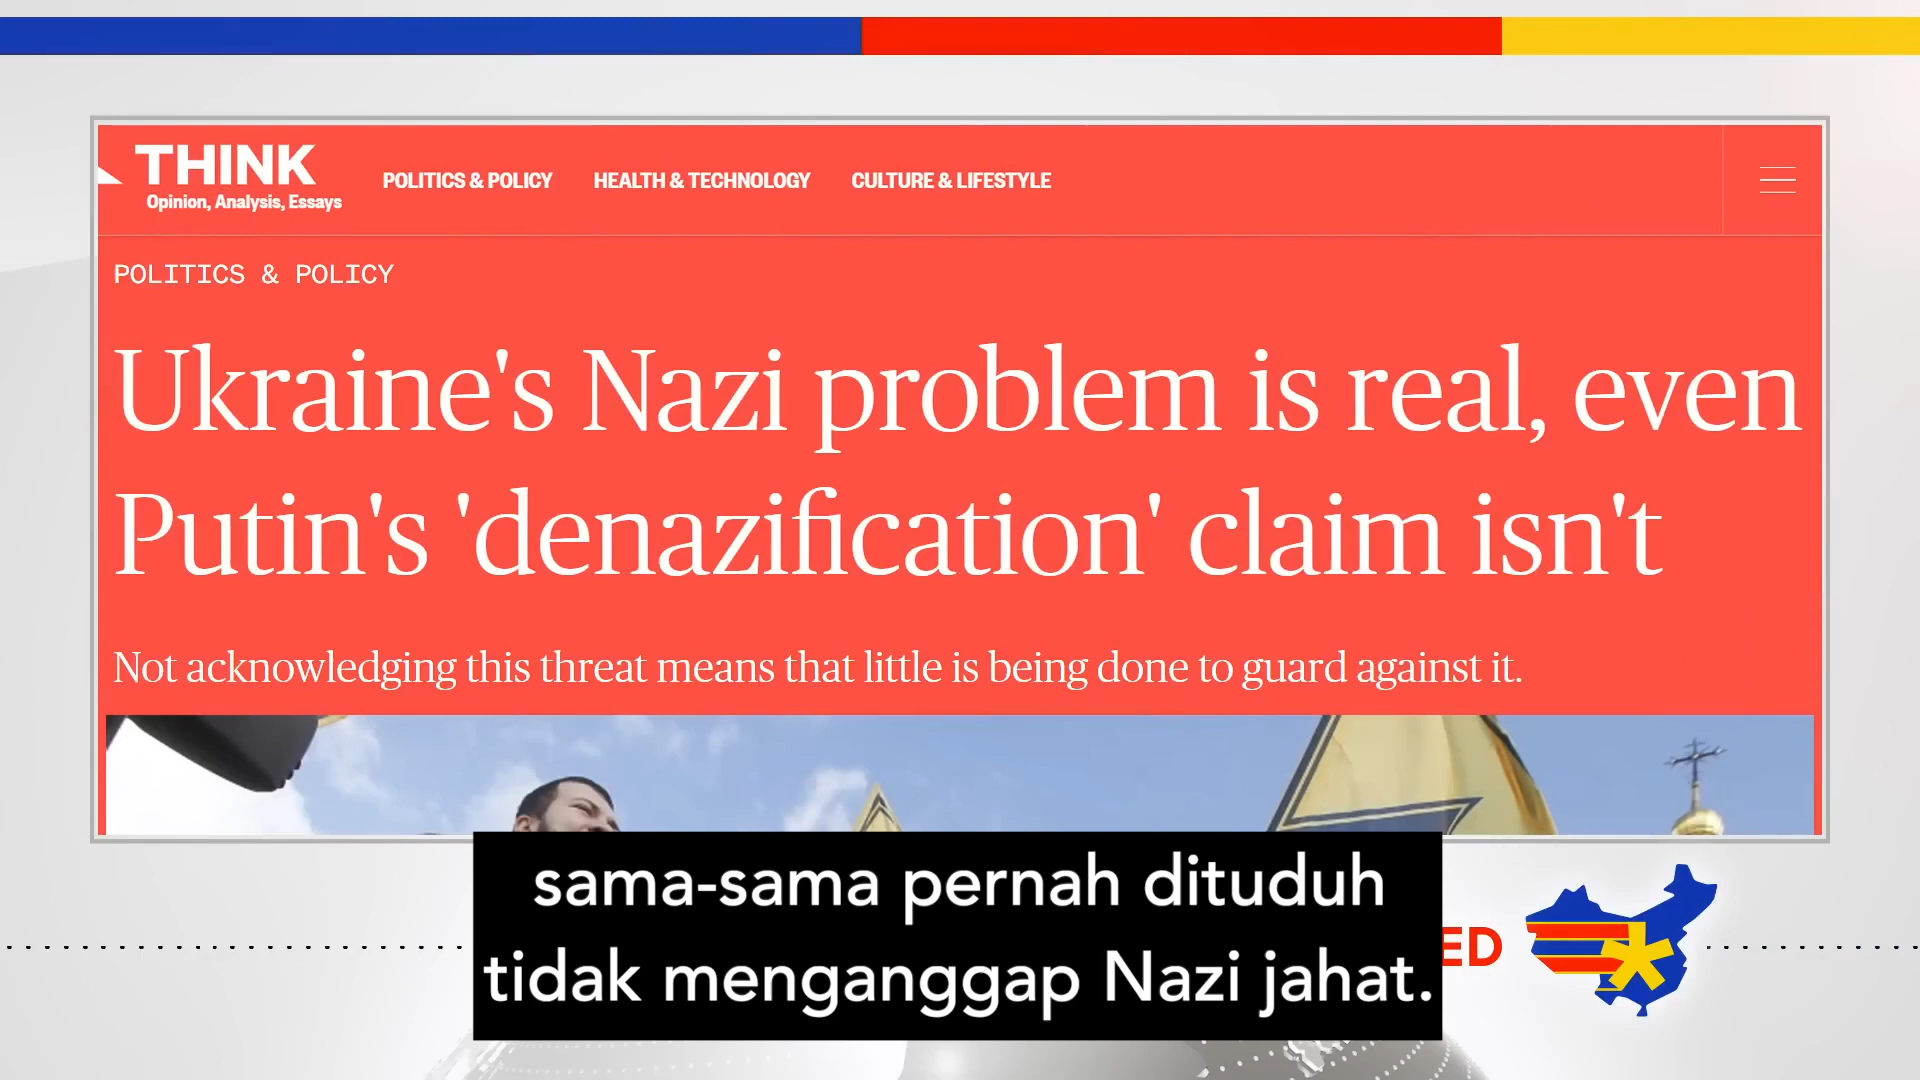 THINK
Opinion, Analysis, Essays
POLITICS & POLICY
HEALTH & TECHNOLOGY
CULTURE & LIFESTYLE
POLITICS & POLICY
Ukraine's Nazi problem is real, even
Putin's 'denazification' claim isn't
Not acknowledging this threat means that little is being done to guard against it.
sama-sama pernah dituduh
tidak menganggap Nazi jahat.